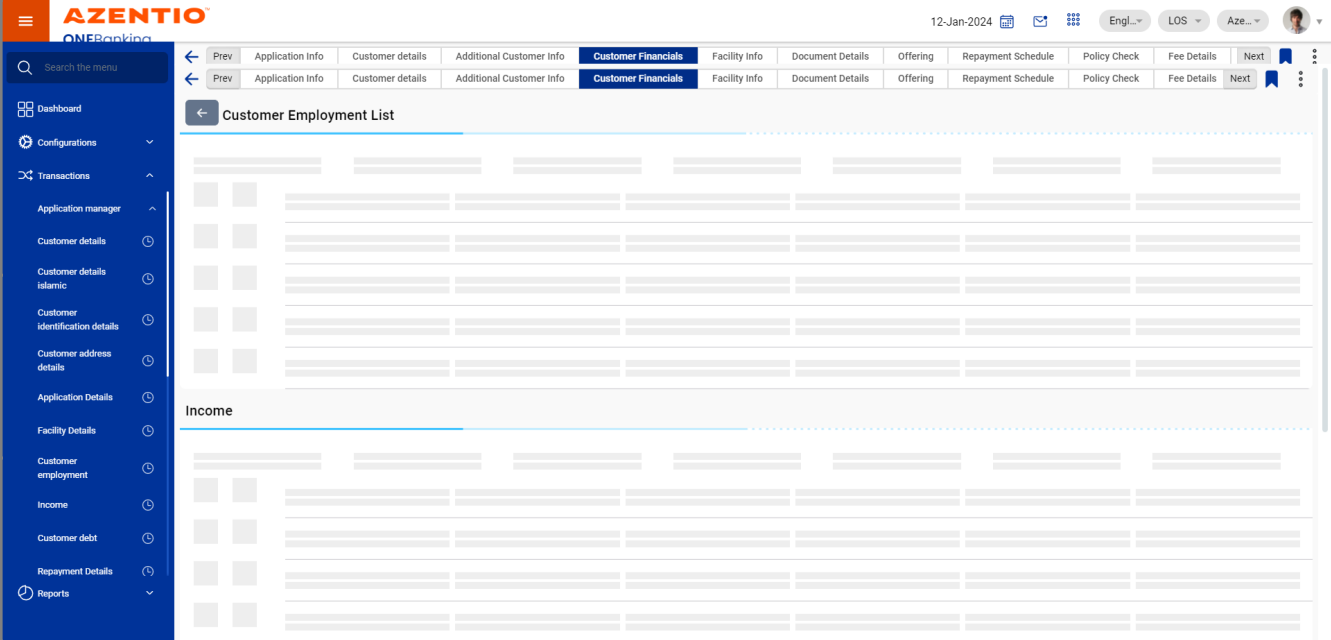 AZENTIO
ONEBanking
12-Jan-2024
Engl...
LOS
Aze...
Search the menu
Dashboard
Configurations
Transactions
Application manager
Customer details
Customer details
islamic
Customer
identification details
Customer address
details
Application Details
Facility Details
Customer
employment
Income
Customer debt
Repayment Details
Reports
Prev Application Info Customer details Additional Customer Info Customer Financials Facility Info Document Details Offering Repayment Schedule Policy Check Fee Details Next
Prev Application Info Customer details Additional Customer Info Customer Financials Facility Info Document Details Offering Repayment Schedule Policy Check Fee Details Next
Customer Employment List
Income